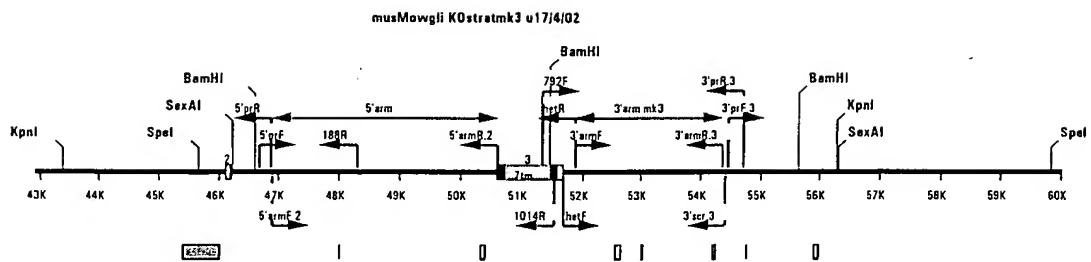 musMowgli KOstratmk3 u17/4/02
BamHI
BamHI 792F 3'prR.3 BamHI
SexAI 5'prR 5'arm hetR 3'arm mk3 3'prF.3 KpnI
KpnI SpeI 5'prF 188R 5'armR.2 3'armF 3'armR.3 SexAI SpeI
2 3
7tm
43K 44K 45K 46K 47K 48K 49K 50K 51K 52K 53K 54K 55K 56K 57K 58K 59K 60K
5'armF.2 1014R hetF 3'scr.3